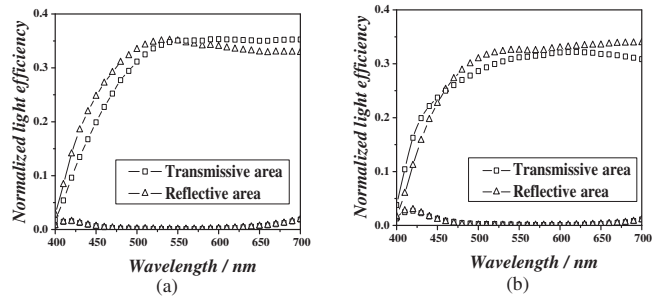 Normalized light efficiency
0.4
0.3
0.2
0.1
0.0
Transmissive area
Reflective area
400 450 500 550 600 650 700
Wavelength / nm
(a)
Normalized light efficiency
0.4
0.3
0.2
0.1
0.0
Transmissive area
Reflective area
400 450 500 550 600 650 700
Wavelength / nm
(b)